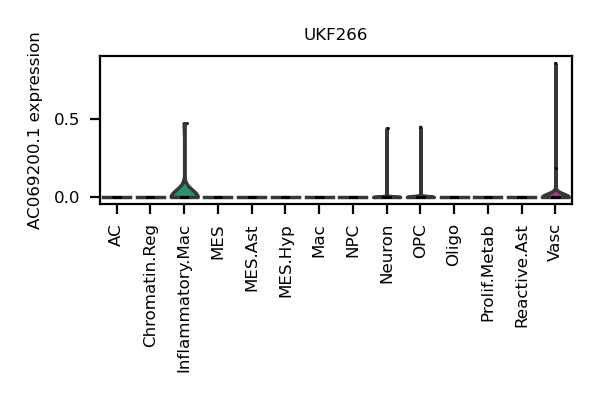 UKF266
AC069200.1 expression
0.5
0.0
AC
Chromatin.Reg
Inflammatory.Mac
MES
MES.Ast
MES.Hyp
Mac
NPC
Neuron
OPC
Oligo
Prolif.Metab
Reactive.Ast
Vasc